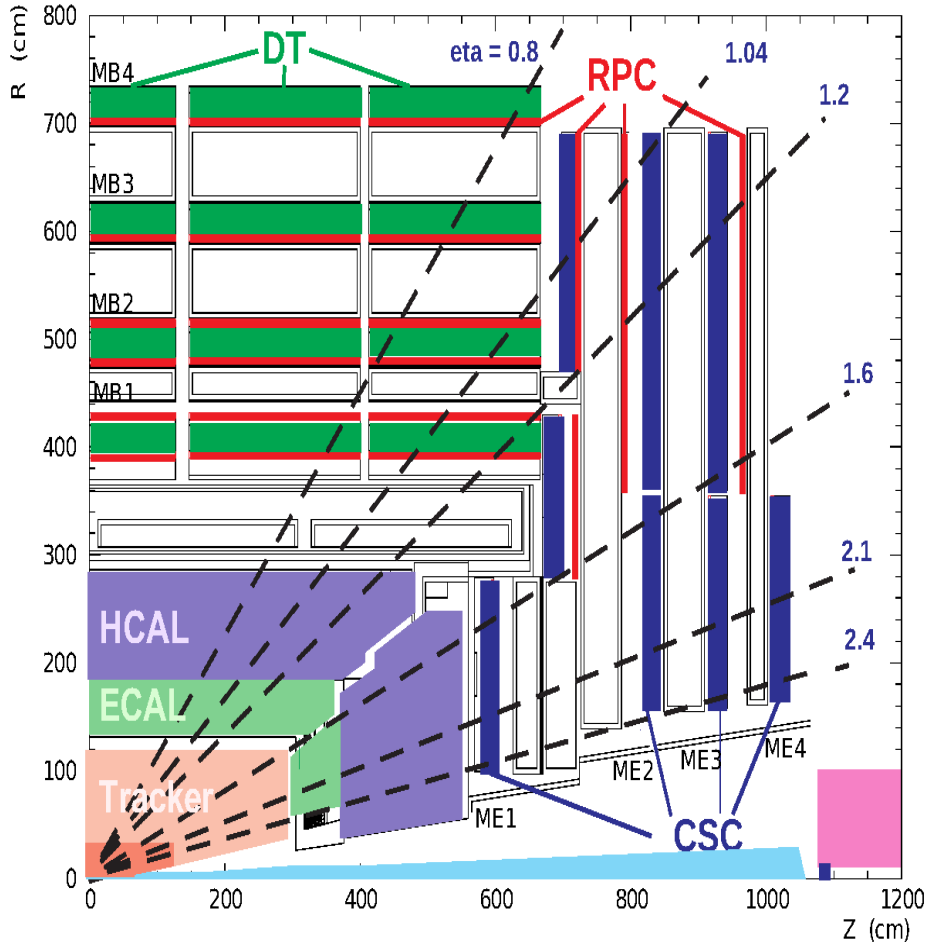 R (cm)
800
700
600
500
400
300
200
100
0
MB4
MB3
MB2
MB1
DT
eta = 0.8
1.04
1.2
RPC
1.6
2.1
2.4
HCAL
ECAL
Tracker
ME1
ME2
ME3
ME4
CSC
0
200
400
600
800
1000
1200
Z (cm)